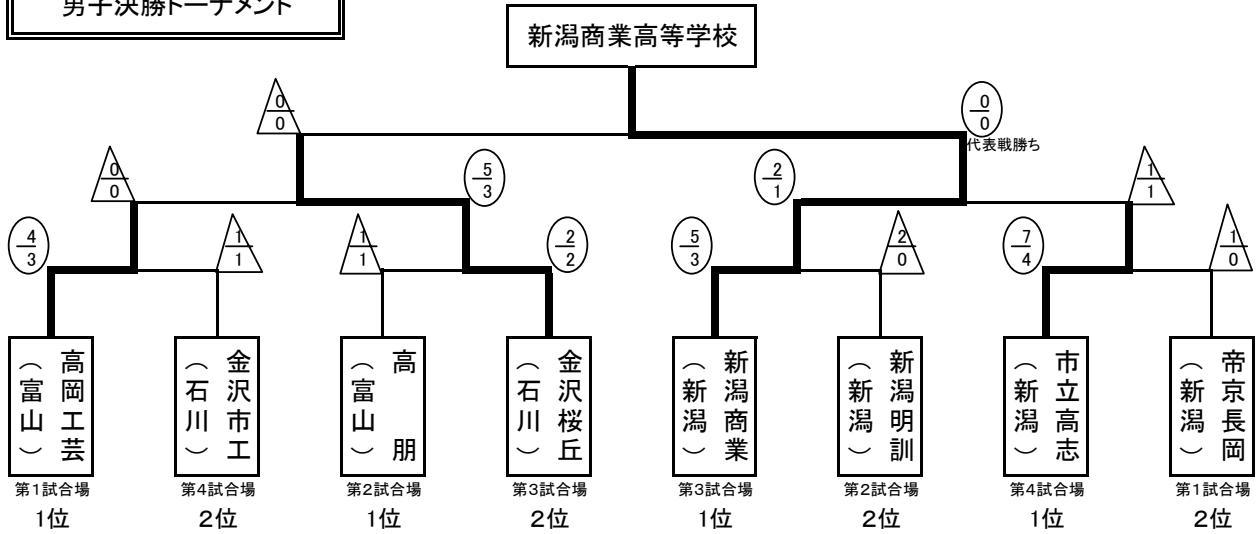 男子決勝トーナメント
新潟商業高等学校
0
0
0
0
代表戦勝ち
0
0
5
3
2
1
1
1
4
3
1
1
1
1
2
2
5
3
2
0
7
4
1
0
高岡工芸
（富山）
金沢市工
（石川）
高朋
（富山）
金沢桜丘
（石川）
新潟商業
（新潟）
新潟明訓
（新潟）
市立高志
（新潟）
帝京長岡
（新潟）
第1試合場
第4試合場
第2試合場
第3試合場
第3試合場
第2試合場
第4試合場
第1試合場
1位
2位
1位
2位
1位
2位
1位
2位